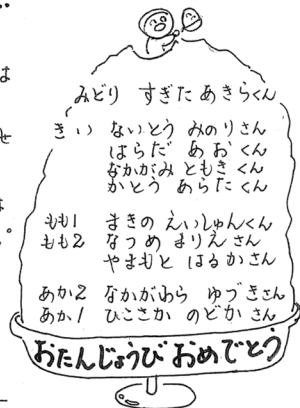 は
せ
は
。
みどり すぎた あきらくん
きい ないとう みのりさん
はらだ あおくん
なかがみ ともきくん
かとう あらたくん
もも1 まきの えいしゅんくん
もも2 なつめ まりえさん
やまもと はるかさん
あか2 なかがわら ゆづきさん
あか1 ひこさか のどかさん
おたんじょうび おめでとう